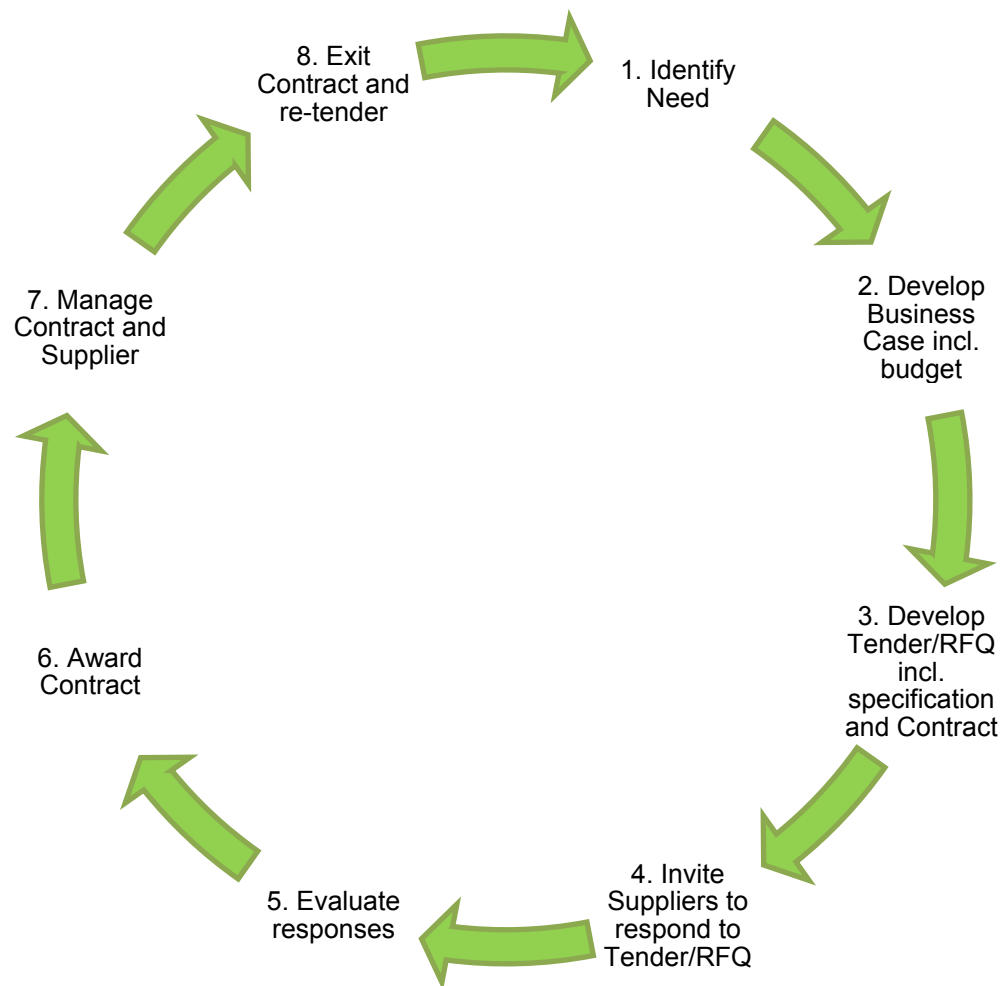 1. Identify
Need
2. Develop
Business
Case incl.
budget
3. Develop
Tender/RFQ
incl.
specification
and Contract
4. Invite
Suppliers to
respond to
Tender/RFQ
5. Evaluate
responses
6. Award
Contract
7. Manage
Contract and
Supplier
8. Exit
Contract and
re-tender